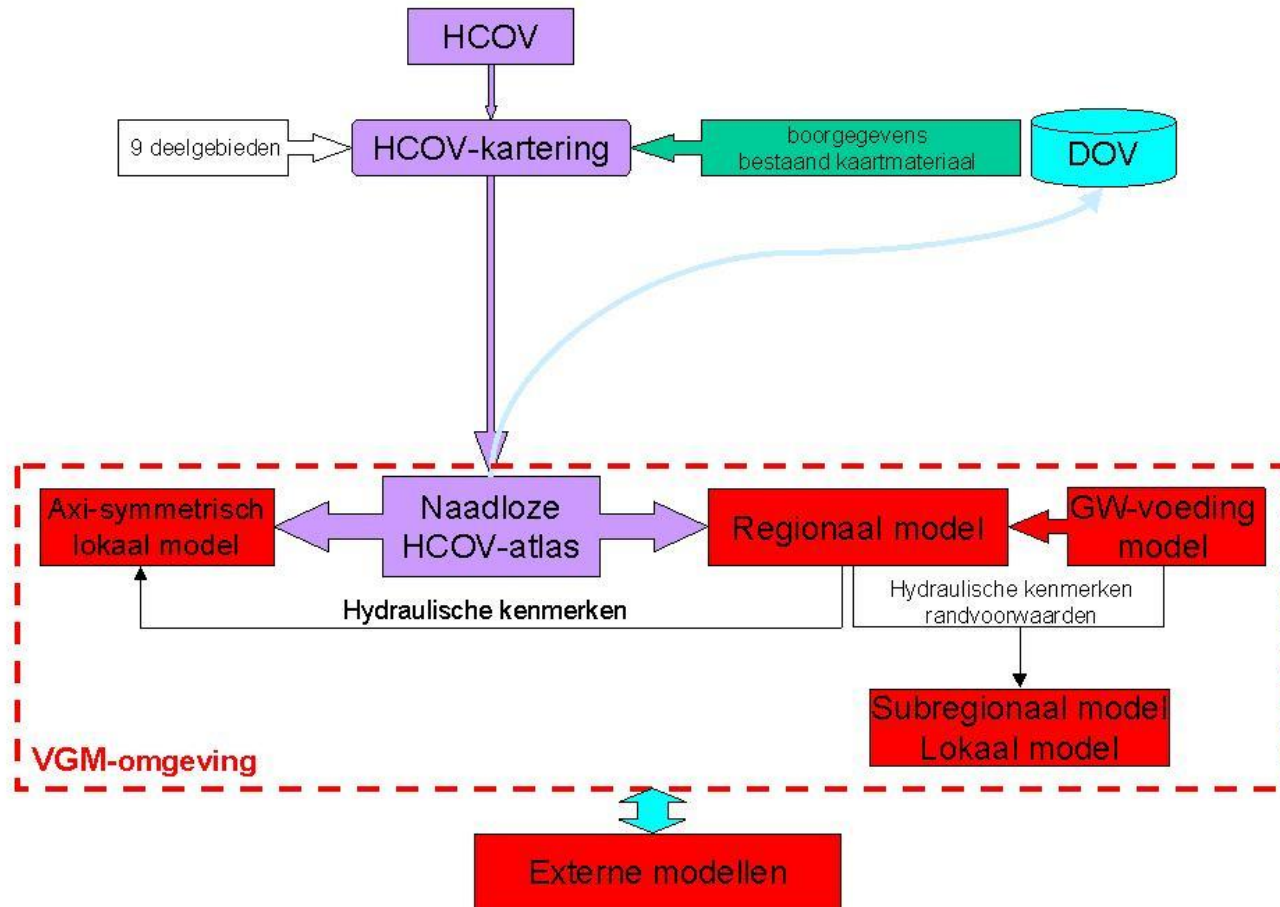 HCOV
9 deelgebieden
HCOV-kartering
boorgegevens
bestaand kaartmateriaal
DOV
Axi-symmetrisch
lokaal model
Naadloze
HCOV-atlas
Regionaal model
GW-voeding
model
Hydraulische kenmerken
Hydraulische kenmerken
randvoorwaarden
Subregionaal model
Lokaal model
VGM-omgeving
Externe modellen